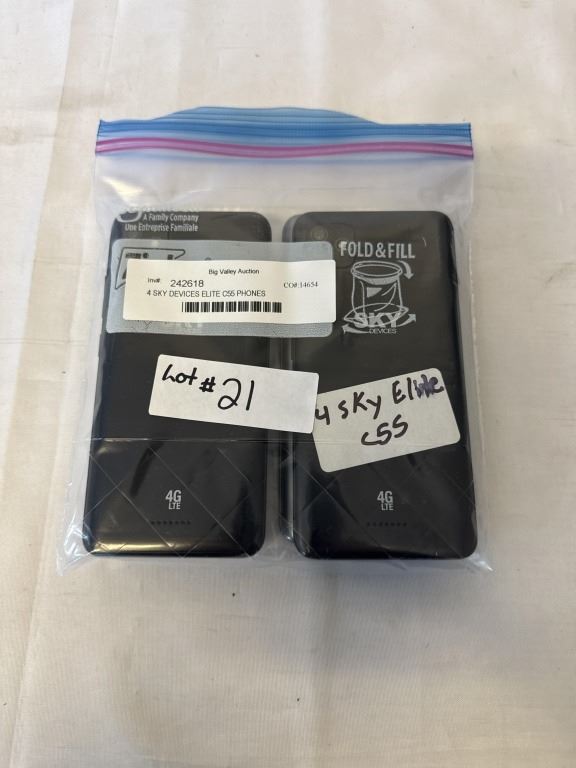 A Family Company
Une Entreprise Familiale
Big Valley Auction
Inv#: 242618 CO#:14654
4 SKY DEVICES ELITE C55 PHONES
FOLD & FILL
SKY
DEVICES
Lot # 21
4 SKy Elite
C55
4G
LTE
4G
LTE